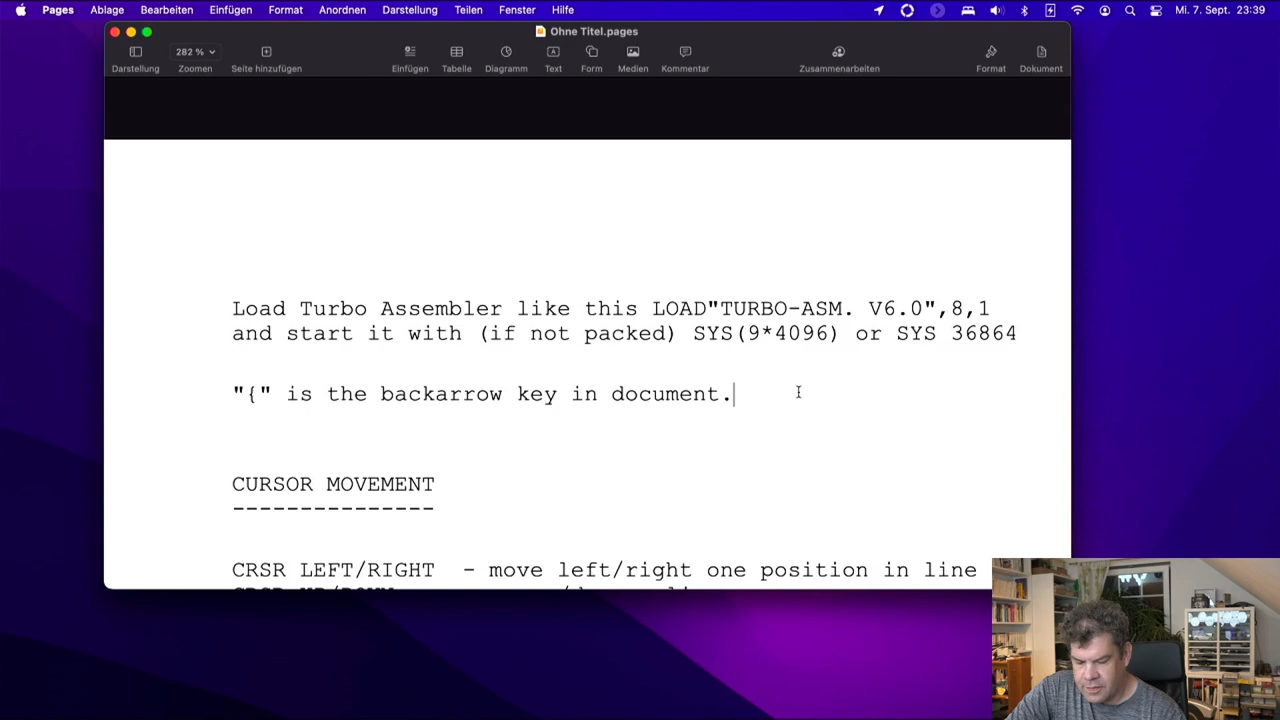 Pages Ablage Bearbeiten Einfügen Format Anordnen Darstellung Teilen Fenster Hilfe Mi. 7. Sept. 23:39
Ohne Titel.pages
282 %
Darstellung Zoomen Seite hinzufügen Einfügen Tabelle Diagramm Text Form Medien Kommentar Zusammenarbeiten Format Dokument
Load Turbo Assembler like this LOAD"TURBO-ASM. V6.0",8,1
and start it with (if not packed) SYS(9*4096) or SYS 36864
"{" is the backarrow key in document.
CURSOR MOVEMENT
---------------
CRSR LEFT/RIGHT - move left/right one position in line